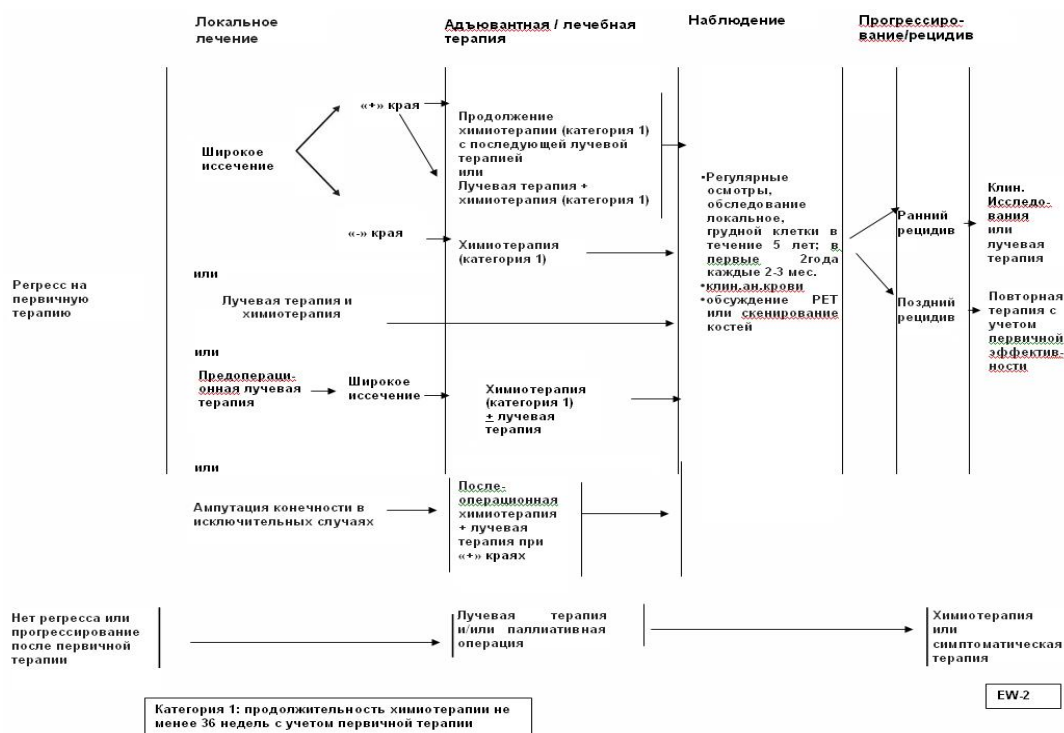 Локальное
лечение
Адъювантная / лечебная
терапия
Наблюдение
Прогрессиро-
вание/рецидив
Регресс на
первичную
терапию
Широкое
иссечение
«+» края
«-» края
Продолжение
химиотерапии (категория 1)
с последующей лучевой
терапией
или
Лучевая терапия +
химиотерапия (категория 1)
Химиотерапия
(категория 1)
или
Лучевая терапия и
химиотерапия
или
Предопераци-
онная лучевая
терапия
Широкое
иссечение
Химиотерапия
(категория 1)
+ лучевая
терапия
или
Ампутация конечности в
исключительных случаях
После-
операционная
химиотерапия
+ лучевая
терапия при
«+» краях
•Регулярные
осмотры,
обследование
локальное,
грудной клетки в
течение 5 лет; в
первые 2года
каждые 2-3 мес.
•клин.ан.крови
•обсуждение PET
или скенирование
костей
Ранний
рецидив
Клин.
Исследо-
вания
или
лучевая
терапия
Поздний
рецидив
Повторная
терапия с
учетом
первичной
эффектив-
ности
Нет регресса или
прогрессирование
после первичной
терапии
Лучевая терапия
и/или паллиативная
операция
Химиотерапия
или
симптоматическая
терапия
Категория 1: продолжительность химиотерапии не
менее 36 недель с учетом первичной терапии
EW-2